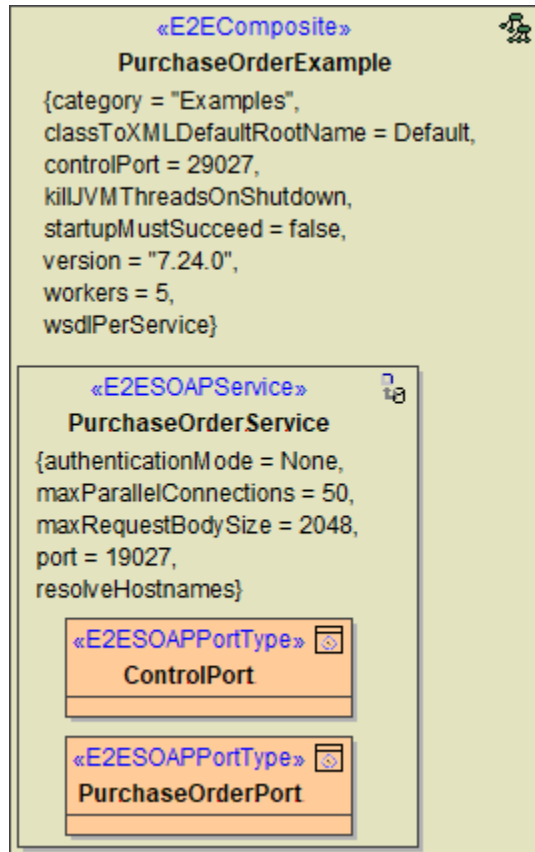 «E2EComposite»
PurchaseOrderExample
{category = "Examples",
classToXMLDefaultRootName = Default,
controlPort = 29027,
killJVMThreadsOnShutdown,
startupMustSucceed = false,
version = "7.24.0",
workers = 5,
wsdlPerService}
«E2ESOAPService»
PurchaseOrderService
{authenticationMode = None,
maxParallelConnections = 50,
maxRequestBodySize = 2048,
port = 19027,
resolveHostnames}
«E2ESOAPPortType»
ControlPort
«E2ESOAPPortType»
PurchaseOrderPort